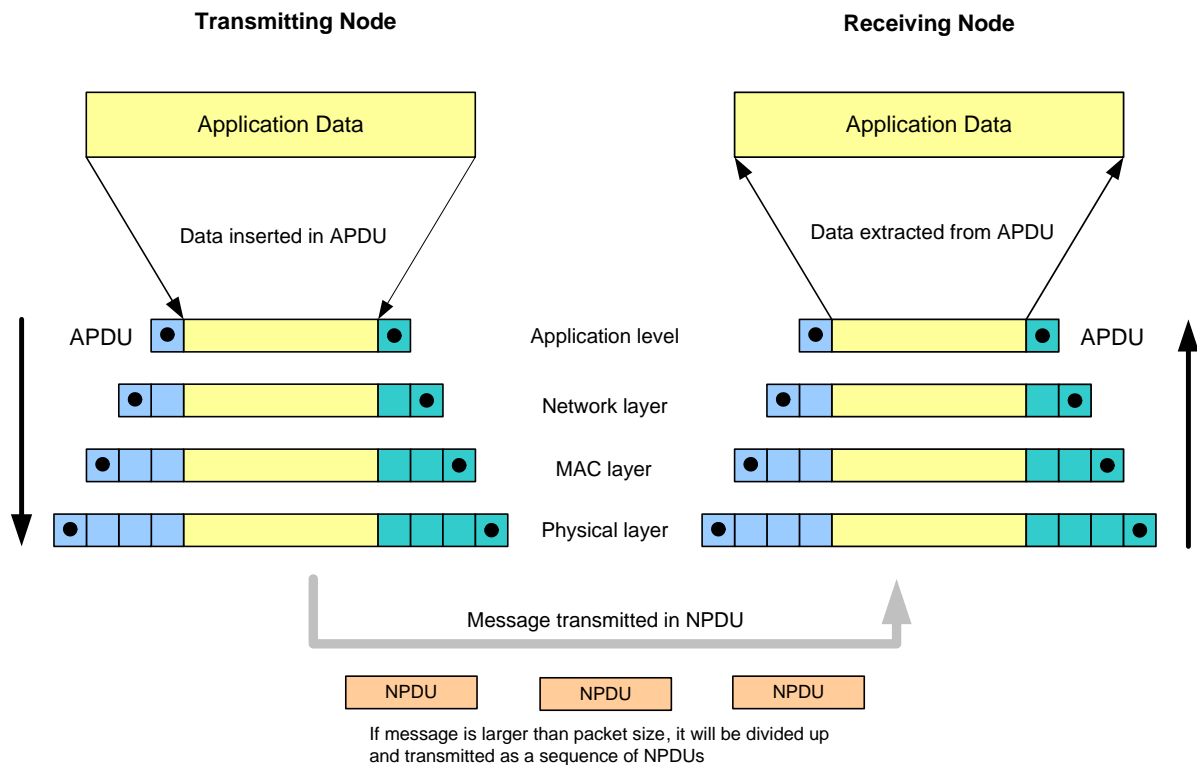 Transmitting Node
Receiving Node
Application Data
Application Data
Data inserted in APDU
Data extracted from APDU
APDU
Application level
APDU
Network layer
MAC layer
Physical layer
Message transmitted in NPDU
NPDU
NPDU
NPDU
If message is larger than packet size, it will be divided up
and transmitted as a sequence of NPDUs